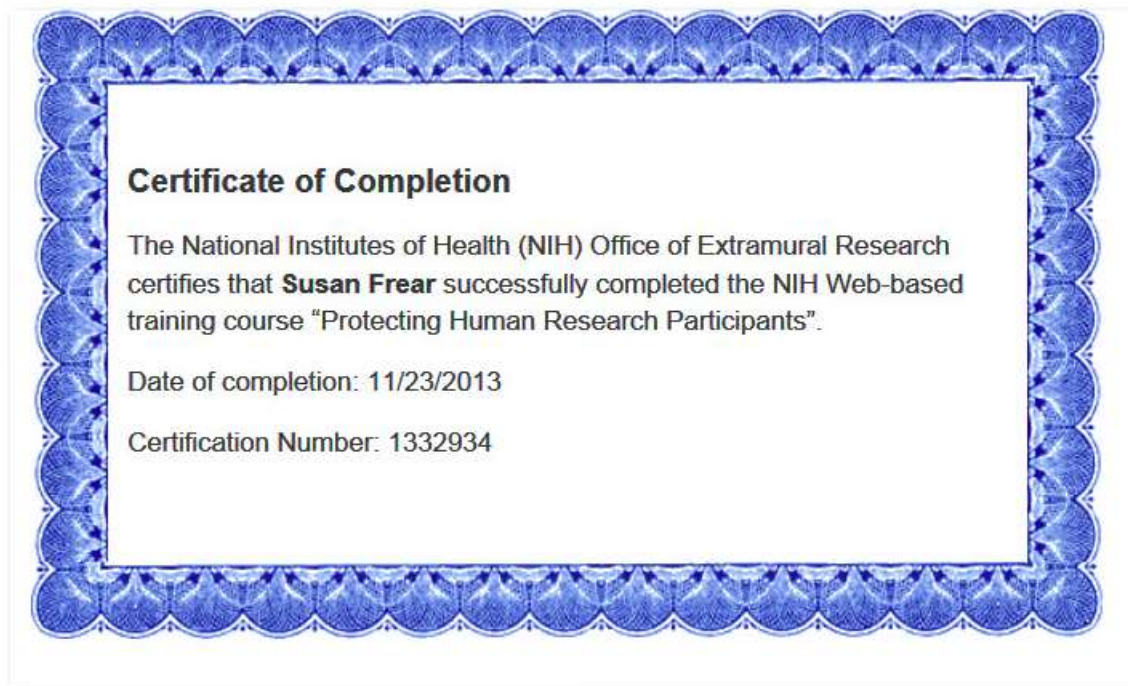 Certificate of Completion
The National Institutes of Health (NIH) Office of Extramural Research
certifies that Susan Frear successfully completed the NIH Web-based
training course “Protecting Human Research Participants”.
Date of completion: 11/23/2013
Certification Number: 1332934